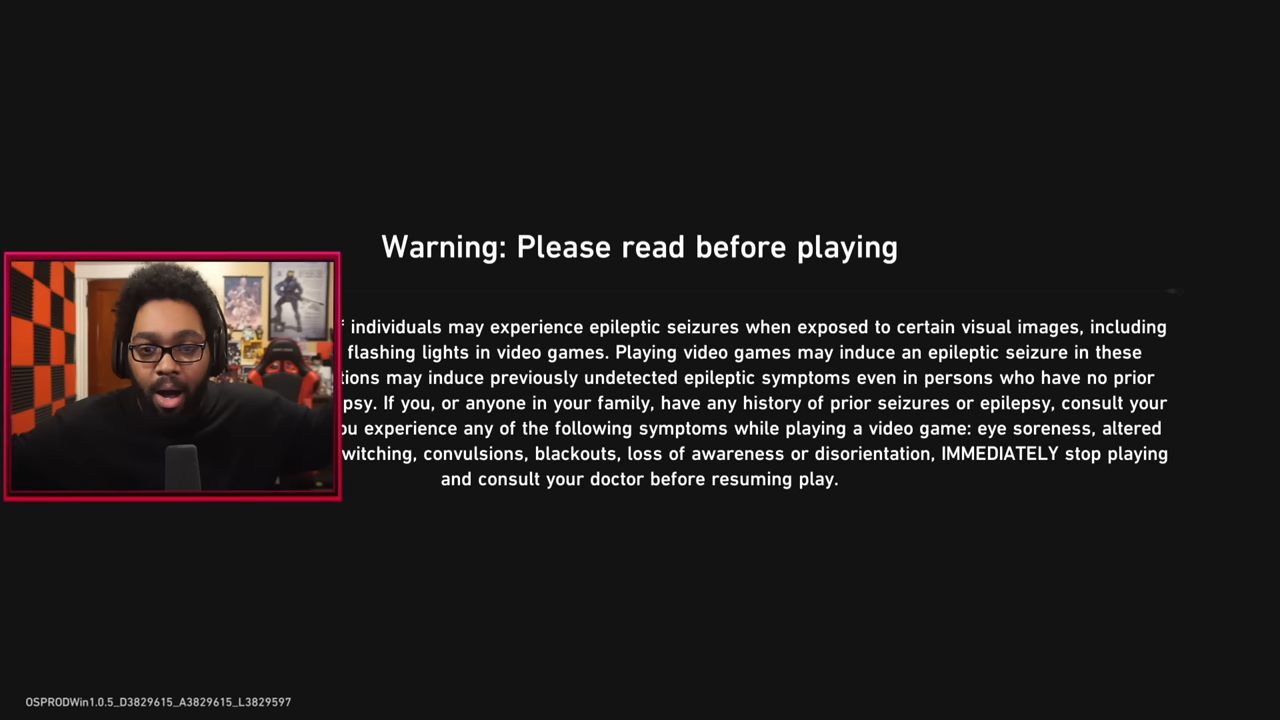 Warning: Please read before playing
individuals may experience epileptic seizures when exposed to certain visual images, including
flashing lights in video games. Playing video games may induce an epileptic seizure in these
may induce previously undetected epileptic symptoms even in persons who have no prior
If you, or anyone in your family, have any history of prior seizures or epilepsy, consult your
experience any of the following symptoms while playing a video game: eye soreness, altered
convulsions, blackouts, loss of awareness or disorientation, IMMEDIATELY stop playing
and consult your doctor before resuming play.
OSPRODWin1.0.5_D3829615_A3829615_L3829597